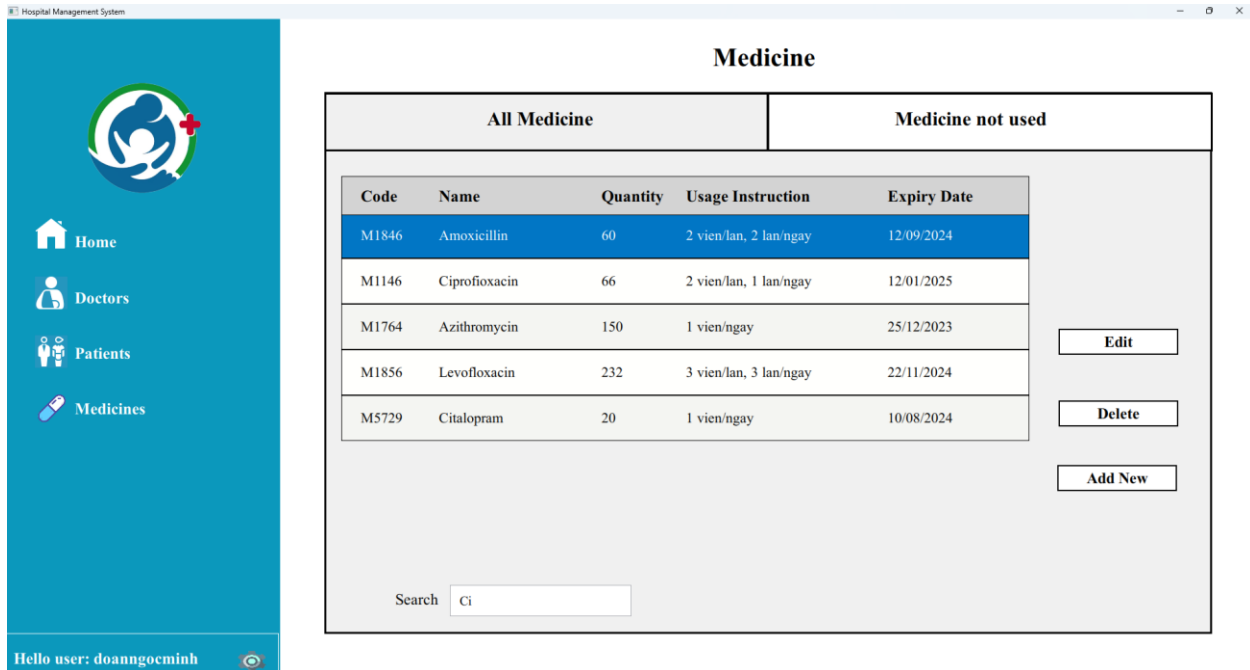 Hospital Management System
Medicine
All Medicine Medicine not used
Code Name Quantity Usage Instruction Expiry Date
M1846 Amoxicillin 60 2 vien/lan, 2 lan/ngay 12/09/2024
M1146 Ciprofioxacin 66 2 vien/lan, 1 lan/ngay 12/01/2025
M1764 Azithromycin 150 1 vien/ngay 25/12/2023
M1856 Levofloxacin 232 3 vien/lan, 3 lan/ngay 22/11/2024
M5729 Citalopram 20 1 vien/ngay 10/08/2024
Edit
Delete
Add New
Search Ci
Home
Doctors
Patients
Medicines
Hello user: doanngocminh